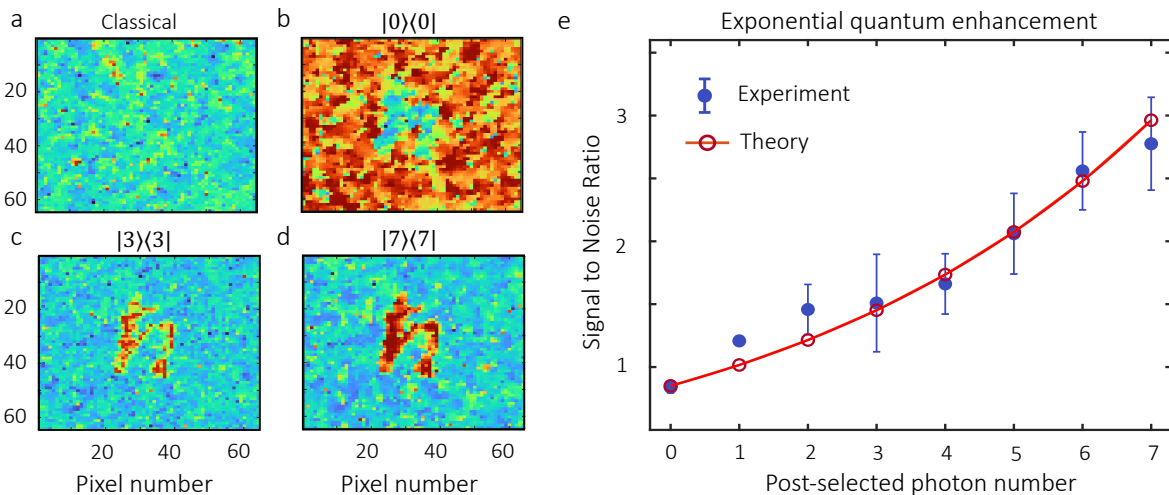 a
Classical
20
40
60
b
|0⟩⟨0|
c
|3⟩⟨3|
20
40
60
20 40 60
Pixel number
d
|7⟩⟨7|
20 40 60
Pixel number
e
Exponential quantum enhancement
Experiment
Theory
Signal to Noise Ratio
3
2
1
0 1 2 3 4 5 6 7
Post-selected photon number